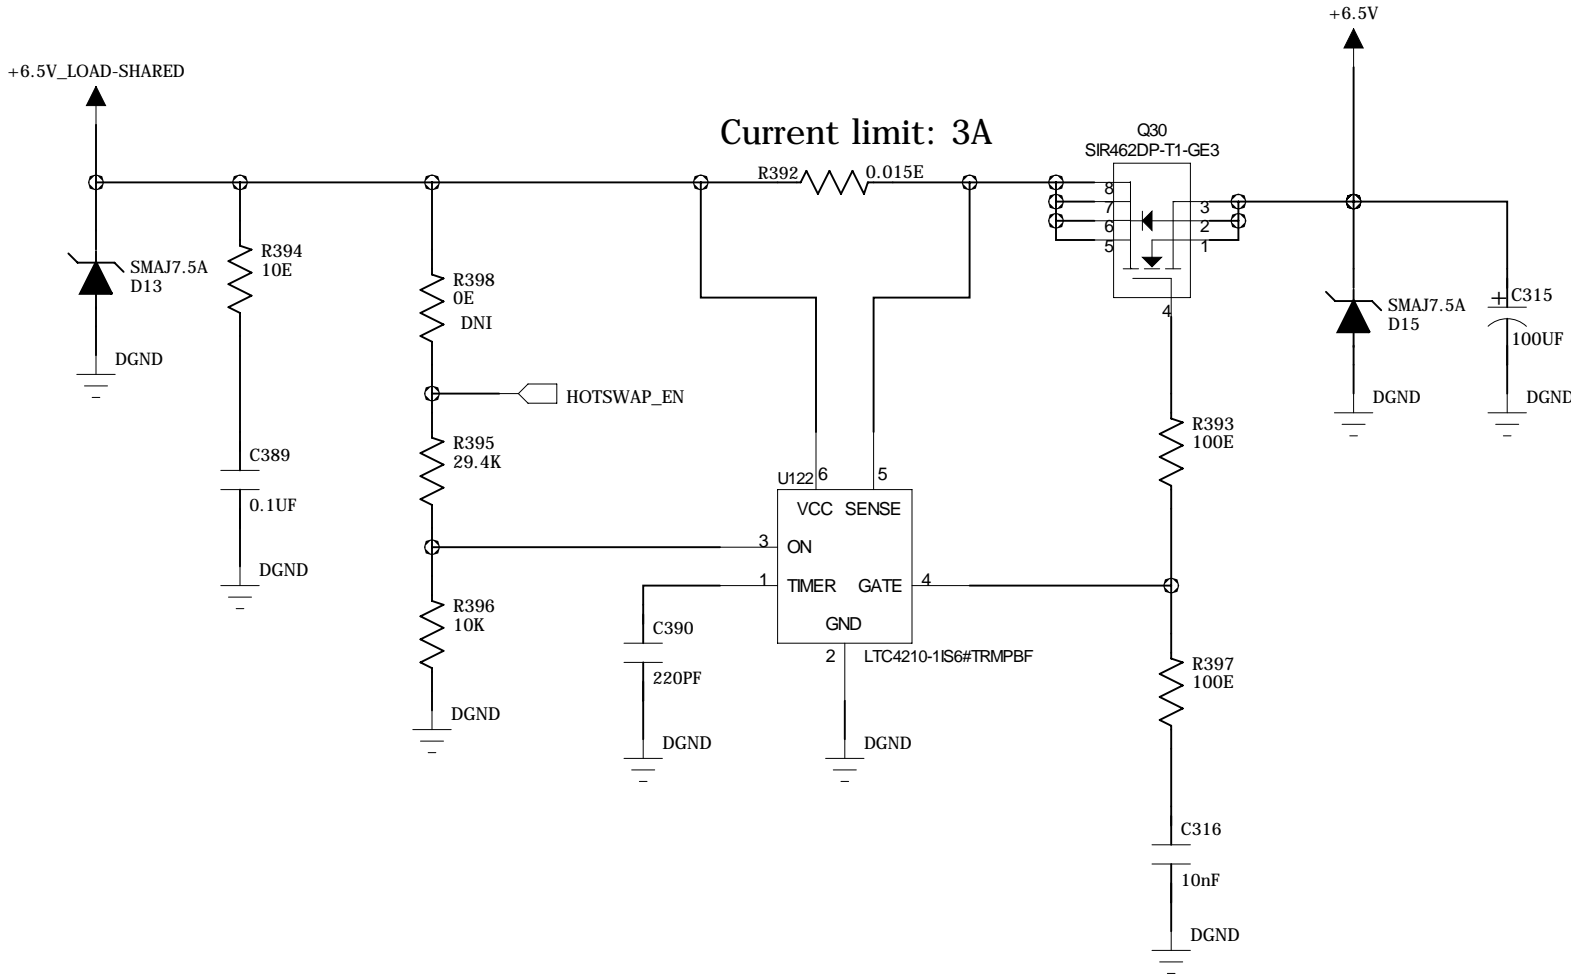 +6.5V
+6.5V_LOAD-SHARED
Current limit: 3A
Q30
SIR462DP-T1-GE3
R392
0.015E
8
7
6
5
3
2
1
4
R394
10E
SMAJ7.5A
D13
R398
0E
DNI
SMAJ7.5A
D15
C315
100UF
DGND
HOTSWAP_EN
DGND
DGND
R393
100E
R395
29.4K
C389
0.1UF
U122
6
5
VCC
SENSE
3
ON
1
TIMER
GATE
4
GND
2
LTC4210-1IS6#TRMPBF
DGND
R396
10K
C390
220PF
R397
100E
DGND
DGND
DGND
C316
10nF
DGND